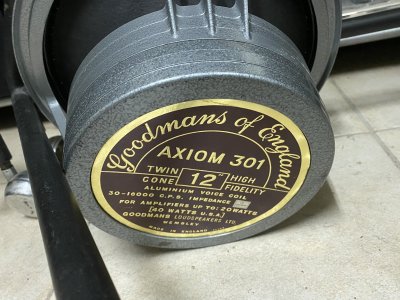 Goodmans of England
AXIOM 301
TWIN CONE 12" HIGH FIDELITY
ALUMINIUM VOICE COIL
30-16000 C.P.S. IMPEDANCE
FOR AMPLIFIERS UP TO: 20 WATTS
[40 WATTS U.S.A.]
GOODMANS LOUDSPEAKERS LTD.
WEMBLEY
MADE IN ENGLAND